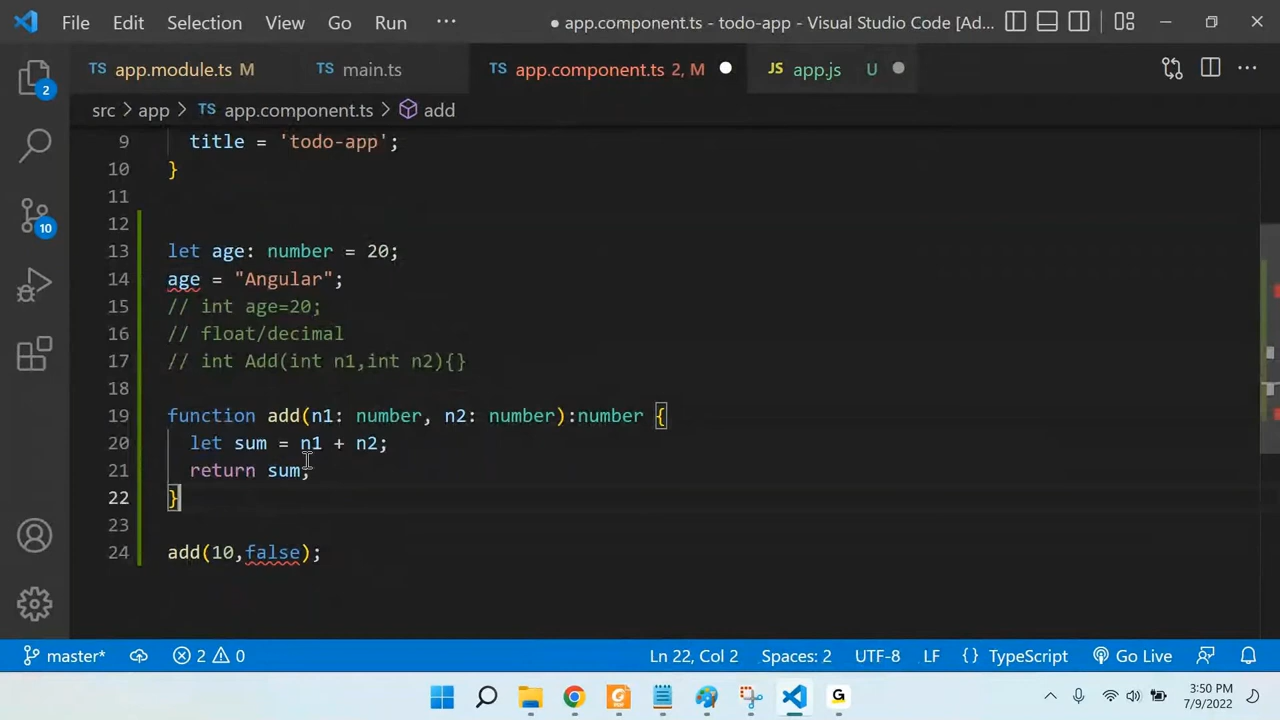 File Edit Selection View Go Run ··· ● app.component.ts - todo-app - Visual Studio Code [Ad...
TS app.module.ts M TS main.ts TS app.component.ts 2, M JS app.js U
2
src > app > TS app.component.ts > add
9 title = 'todo-app';
10 }
11
12
10
13 let age: number = 20;
14 age = "Angular";
15 // int age=20;
16 // float/decimal
17 // int Add(int n1,int n2){}
18
19 function add(n1: number, n2: number):number {
20 let sum = n1 + n2;
21 return sum;
22 }
23
24 add(10,false);
master* 2 0 Ln 22, Col 2 Spaces: 2 UTF-8 LF {} TypeScript Go Live
3:50 PM
7/9/2022